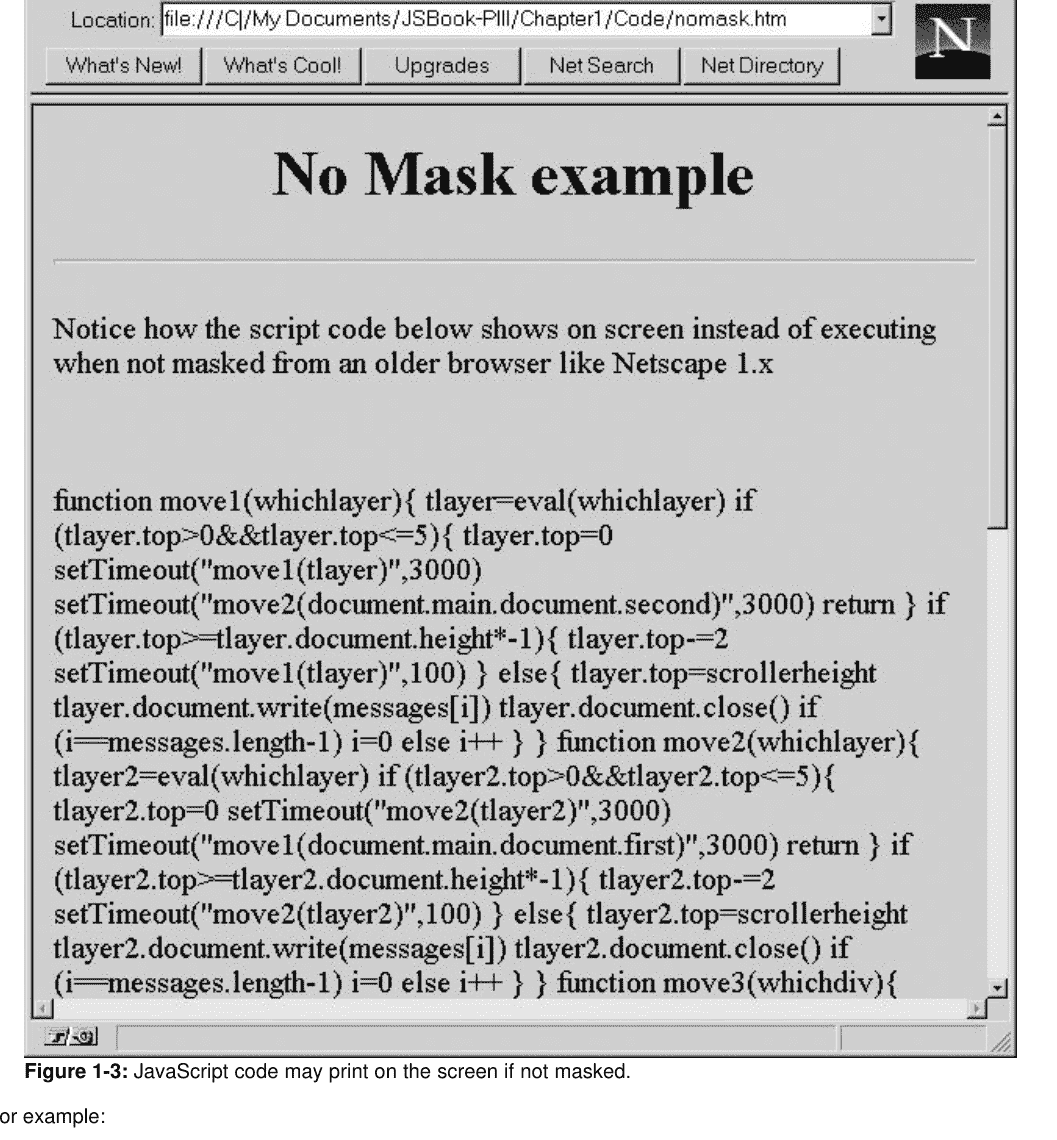 Location: file:///C|/My Documents/JSBook-PIII/Chapter1/Code/nomask.htm
N
What's New! What's Cool! Upgrades Net Search Net Directory
No Mask example
Notice how the script code below shows on screen instead of executing
when not masked from an older browser like Netscape 1.x
function move1(whichlayer){ tlayer=eval(whichlayer) if
(tlayer.top>0&&tlayer.top<=5){ tlayer.top=0
setTimeout("move1(tlayer)",3000)
setTimeout("move2(document.main.document.second)",3000) return } if
(tlayer.top>=tlayer.document.height*-1){ tlayer.top-=2
setTimeout("move1(tlayer)",100) } else{ tlayer.top=scrollerheight
tlayer.document.write(messages[i]) tlayer.document.close() if
(i==messages.length-1) i=0 else i++ } } function move2(whichlayer){
tlayer2=eval(whichlayer) if (tlayer2.top>0&&tlayer2.top<=5){
tlayer2.top=0 setTimeout("move2(tlayer2)",3000)
setTimeout("move1(document.main.document.first)",3000) return } if
(tlayer2.top>=tlayer2.document.height*-1){ tlayer2.top-=2
setTimeout("move2(tlayer2)",100) } else{ tlayer2.top=scrollerheight
tlayer2.document.write(messages[i]) tlayer2.document.close() if
(i==messages.length-1) i=0 else i++ } } function move3(whichdiv){
Figure 1-3: JavaScript code may print on the screen if not masked.
or example: